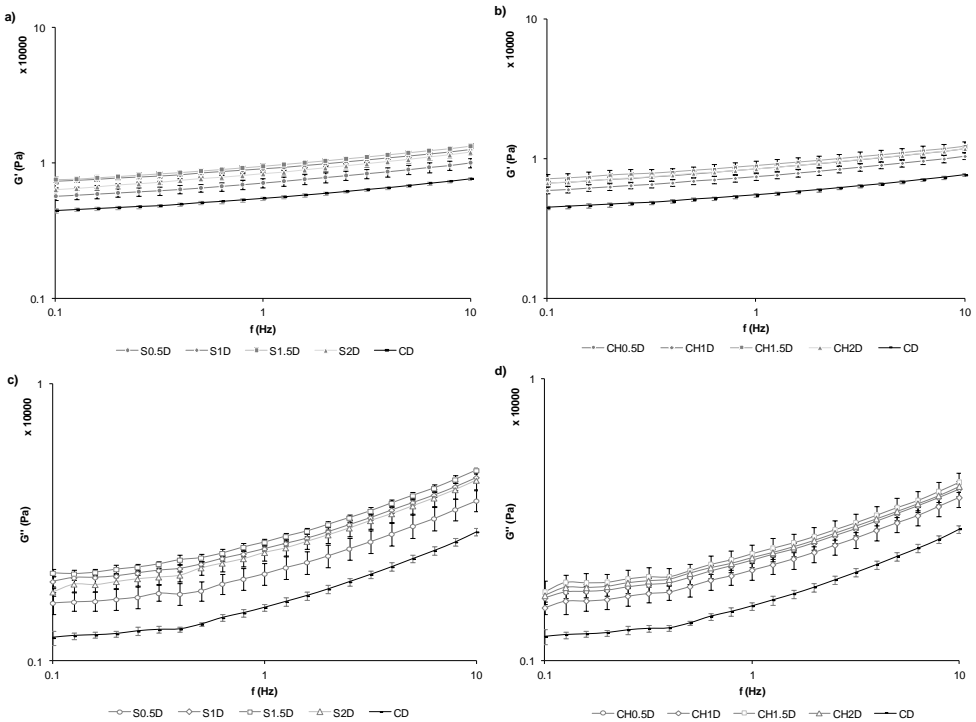 a)
10
x 10000
G' (Pa)
1
0.1
0.1 1 10
f (Hz)
S0.5D S1D S1.5D S2D CD
b)
10
x 10000
G' (Pa)
1
0.1
0.1 1 10
f (Hz)
CH0.5D CH1D CH1.5D CH2D CD
c)
1
x 10000
G'' (Pa)
0.1
0.1 1 10
f (Hz)
S0.5D S1D S1.5D S2D CD
d)
1
x 10000
G'' (Pa)
0.1
0.1 1 10
f (Hz)
CH0.5D CH1D CH1.5D CH2D CD